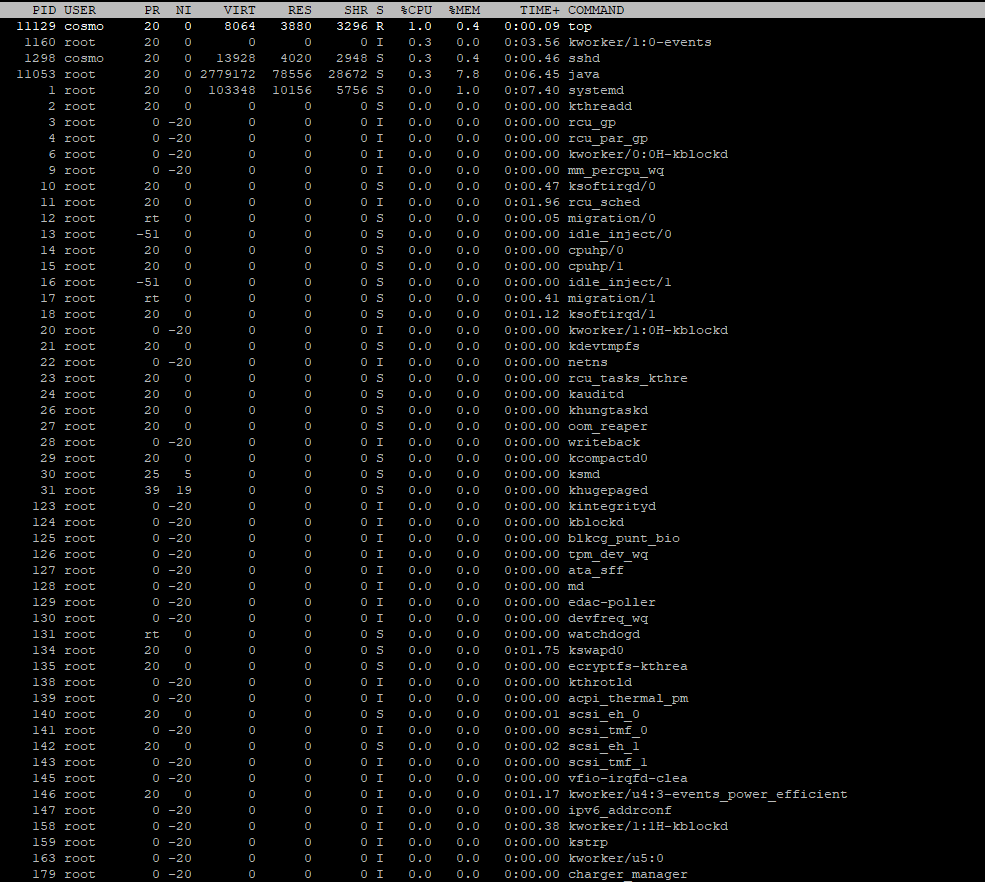 PID USER PR NI VIRT RES SHR S %CPU %MEM TIME+ COMMAND
11129 cosmo 20 0 8064 3880 3296 R 1.0 0.4 0:00.09 top
1160 root 20 0 0 0 0 I 0.3 0.0 0:03.56 kworker/1:0-events
1298 cosmo 20 0 13928 4020 2948 S 0.3 0.4 0:00.46 sshd
11053 root 20 0 2779172 78556 28672 S 0.3 7.8 0:06.45 java
1 root 20 0 103348 10156 5756 S 0.0 1.0 0:07.40 systemd
2 root 20 0 0 0 0 S 0.0 0.0 0:00.00 kthreadd
3 root 0 -20 0 0 0 I 0.0 0.0 0:00.00 rcu_gp
4 root 0 -20 0 0 0 I 0.0 0.0 0:00.00 rcu_par_gp
6 root 0 -20 0 0 0 I 0.0 0.0 0:00.00 kworker/0:0H-kblockd
9 root 0 -20 0 0 0 I 0.0 0.0 0:00.00 mm_percpu_wq
10 root 20 0 0 0 0 S 0.0 0.0 0:00.47 ksoftirqd/0
11 root 20 0 0 0 0 I 0.0 0.0 0:01.96 rcu_sched
12 root rt 0 0 0 0 S 0.0 0.0 0:00.05 migration/0
13 root -51 0 0 0 0 S 0.0 0.0 0:00.00 idle_inject/0
14 root 20 0 0 0 0 S 0.0 0.0 0:00.00 cpuhp/0
15 root 20 0 0 0 0 S 0.0 0.0 0:00.00 cpuhp/1
16 root -51 0 0 0 0 S 0.0 0.0 0:00.00 idle_inject/1
17 root rt 0 0 0 0 S 0.0 0.0 0:00.41 migration/1
18 root 20 0 0 0 0 S 0.0 0.0 0:01.12 ksoftirqd/1
20 root 0 -20 0 0 0 I 0.0 0.0 0:00.00 kworker/1:0H-kblockd
21 root 20 0 0 0 0 S 0.0 0.0 0:00.00 kdevtmpfs
22 root 0 -20 0 0 0 I 0.0 0.0 0:00.00 netns
23 root 20 0 0 0 0 S 0.0 0.0 0:00.00 rcu_tasks_kthre
24 root 20 0 0 0 0 S 0.0 0.0 0:00.00 kauditd
26 root 20 0 0 0 0 S 0.0 0.0 0:00.00 khungtaskd
27 root 20 0 0 0 0 S 0.0 0.0 0:00.00 oom_reaper
28 root 0 -20 0 0 0 I 0.0 0.0 0:00.00 writeback
29 root 20 0 0 0 0 S 0.0 0.0 0:00.00 kcompactd0
30 root 25 5 0 0 0 S 0.0 0.0 0:00.00 ksmd
31 root 39 19 0 0 0 S 0.0 0.0 0:00.00 khugepaged
123 root 0 -20 0 0 0 I 0.0 0.0 0:00.00 kintegrityd
124 root 0 -20 0 0 0 I 0.0 0.0 0:00.00 kblockd
125 root 0 -20 0 0 0 I 0.0 0.0 0:00.00 blkcg_punt_bio
126 root 0 -20 0 0 0 I 0.0 0.0 0:00.00 tpm_dev_wq
127 root 0 -20 0 0 0 I 0.0 0.0 0:00.00 ata_sff
128 root 0 -20 0 0 0 I 0.0 0.0 0:00.00 md
129 root 0 -20 0 0 0 I 0.0 0.0 0:00.00 edac-poller
130 root 0 -20 0 0 0 I 0.0 0.0 0:00.00 devfreq_wq
131 root rt 0 0 0 0 S 0.0 0.0 0:00.00 watchdogd
134 root 20 0 0 0 0 S 0.0 0.0 0:01.75 kswapd0
135 root 20 0 0 0 0 S 0.0 0.0 0:00.00 ecryptfs-kthrea
138 root 0 -20 0 0 0 I 0.0 0.0 0:00.00 kthrotld
139 root 0 -20 0 0 0 I 0.0 0.0 0:00.00 acpi_thermal_pm
140 root 20 0 0 0 0 S 0.0 0.0 0:00.01 scsi_eh_0
141 root 0 -20 0 0 0 I 0.0 0.0 0:00.00 scsi_tmf_0
142 root 20 0 0 0 0 S 0.0 0.0 0:00.02 scsi_eh_1
143 root 0 -20 0 0 0 I 0.0 0.0 0:00.00 scsi_tmf_1
145 root 0 -20 0 0 0 I 0.0 0.0 0:00.00 vfio-irqfd-clea
146 root 20 0 0 0 0 I 0.0 0.0 0:01.17 kworker/u4:3-events_power_efficient
147 root 0 -20 0 0 0 I 0.0 0.0 0:00.00 ipv6_addrconf
158 root 0 -20 0 0 0 I 0.0 0.0 0:00.38 kworker/1:1H-kblockd
159 root 0 -20 0 0 0 I 0.0 0.0 0:00.00 kstrp
163 root 0 -20 0 0 0 I 0.0 0.0 0:00.00 kworker/u5:0
179 root 0 -20 0 0 0 I 0.0 0.0 0:00.00 charger_manager